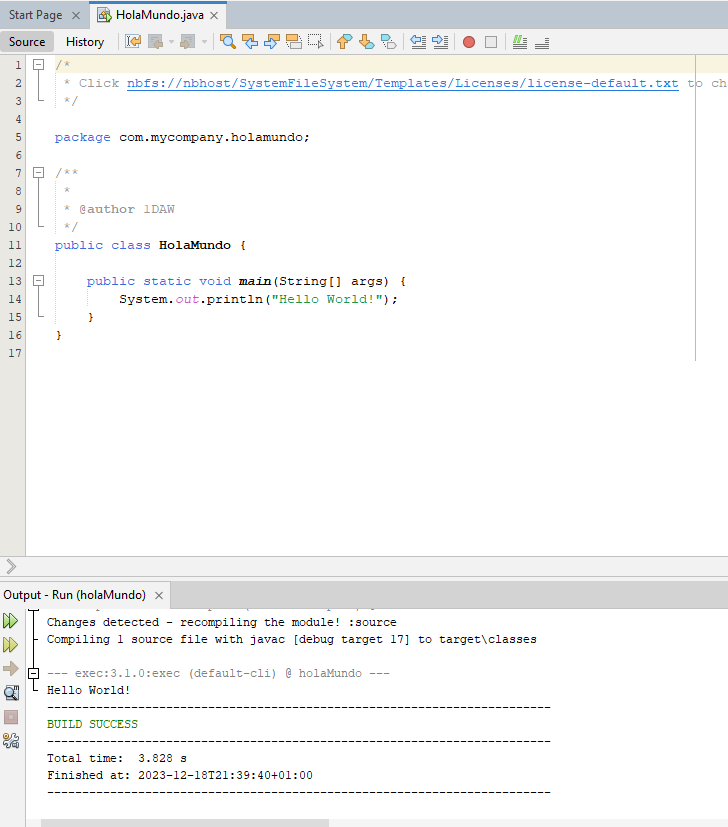 Start Page
HolaMundo.java
Source History
1 /*
2 * Click nbfs://nbhost/SystemFileSystem/Templates/Licenses/license-default.txt to ch
3 */
4
5 package com.mycompany.holamundo;
6
7 /**
8 *
9 * @author 1DAW
10 */
11 public class HolaMundo {
12
13 public static void main(String[] args) {
14 System.out.println("Hello World!");
15 }
16 }
17
Output - Run (holaMundo)
Changes detected - recompiling the module! :source
Compiling 1 source file with javac [debug target 17] to target\classes
--- exec:3.1.0:exec (default-cli) @ holaMundo ---
Hello World!
------------------------------------------------------------------------
BUILD SUCCESS
------------------------------------------------------------------------
Total time:  3.828 s
Finished at: 2023-12-18T21:39:40+01:00
------------------------------------------------------------------------